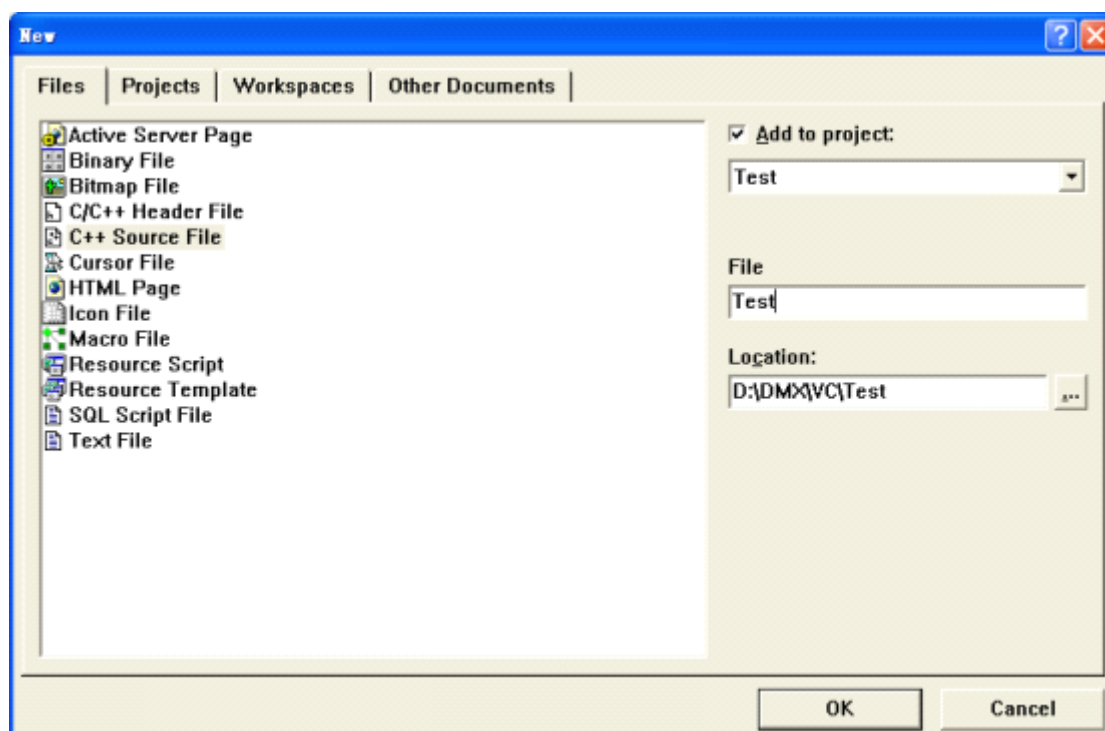 New
Files Projects Workspaces Other Documents
Active Server Page
Binary File
Bitmap File
C/C++ Header File
C++ Source File
Cursor File
HTML Page
Icon File
Macro File
Resource Script
Resource Template
SQL Script File
Text File
Add to project:
Test
File
Test
Location:
D:\DMX\VC\Test
...
OK Cancel